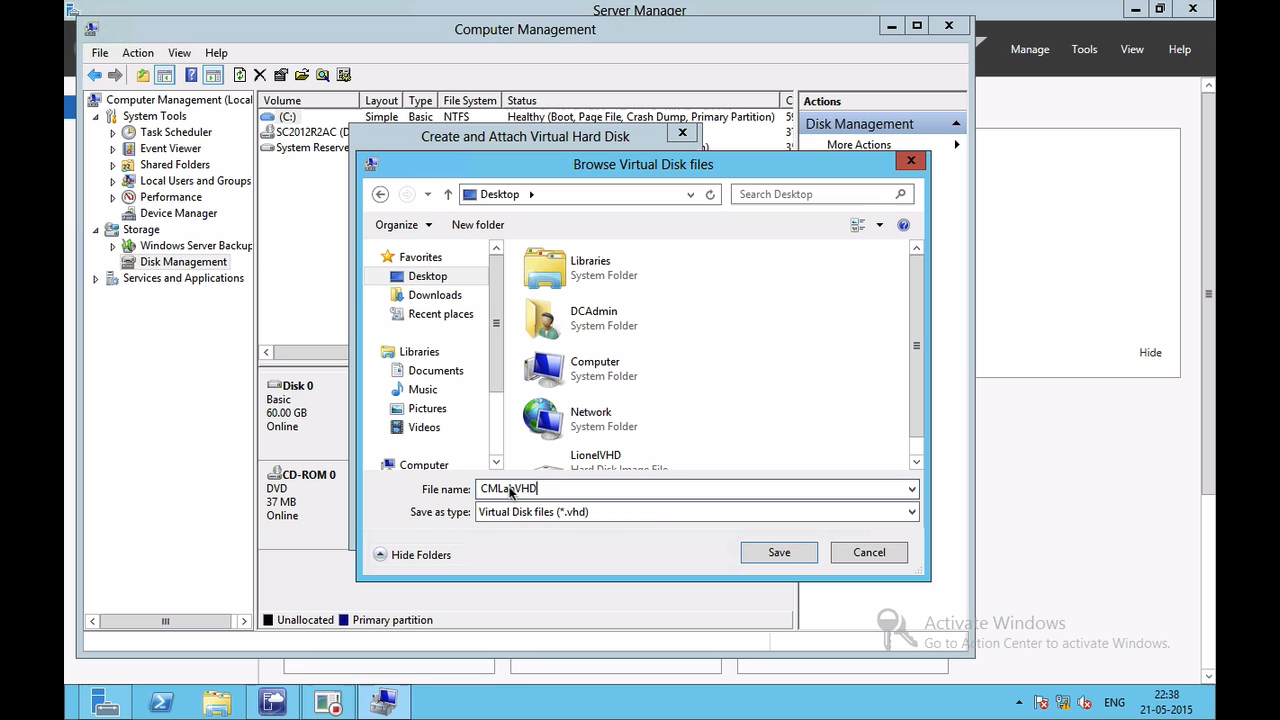 Server Manager
Computer Management
Manage Tools View Help
File Action View Help
Computer Management (Local
System Tools
Task Scheduler
Event Viewer
Shared Folders
Local Users and Groups
Performance
Device Manager
Storage
Windows Server Backup
Disk Management
Services and Applications
Volume Layout Type File System Status C
(C:) Simple Basic NTFS Healthy (Boot, Page File, Crash Dump, Primary Partition)
SC2012R2AC (D
System Reserve
Actions
Disk Management
More Actions
Create and Attach Virtual Hard Disk
Browse Virtual Disk files
Desktop
Search Desktop
Organize New folder
Favorites
Desktop
Downloads
Recent places
Libraries
Documents
Music
Pictures
Videos
Computer
Libraries
System Folder
DCAdmin
System Folder
Computer
System Folder
Network
System Folder
LionelVHD
Hard Disk Image File
File name: CMLabVHD
Save as type: Virtual Disk files (*.vhd)
Hide Folders Save Cancel
Hide
Disk 0
Basic
60.00 GB
Online
CD-ROM 0
DVD
37 MB
Online
Unallocated Primary partition
Activate Windows
Go to Action Center to activate Windows.
ENG
22:38
21-05-2015